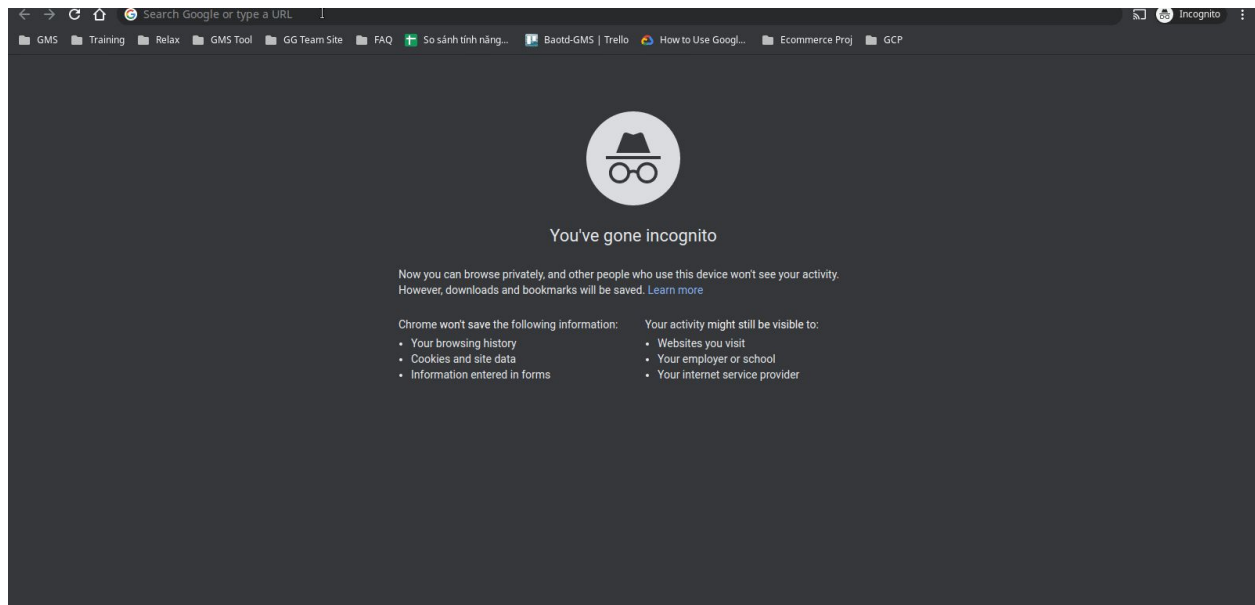 Search Google or type a URL
Incognito
GMS Training Relax GMS Tool GG Team Site FAQ So sánh tính năng... Baotd-GMS | Trello How to Use Googl... Ecommerce Proj GCP
You've gone incognito
Now you can browse privately, and other people who use this device won't see your activity.
However, downloads and bookmarks will be saved. Learn more
Chrome won't save the following information:
• Your browsing history
• Cookies and site data
• Information entered in forms
Your activity might still be visible to:
• Websites you visit
• Your employer or school
• Your internet service provider